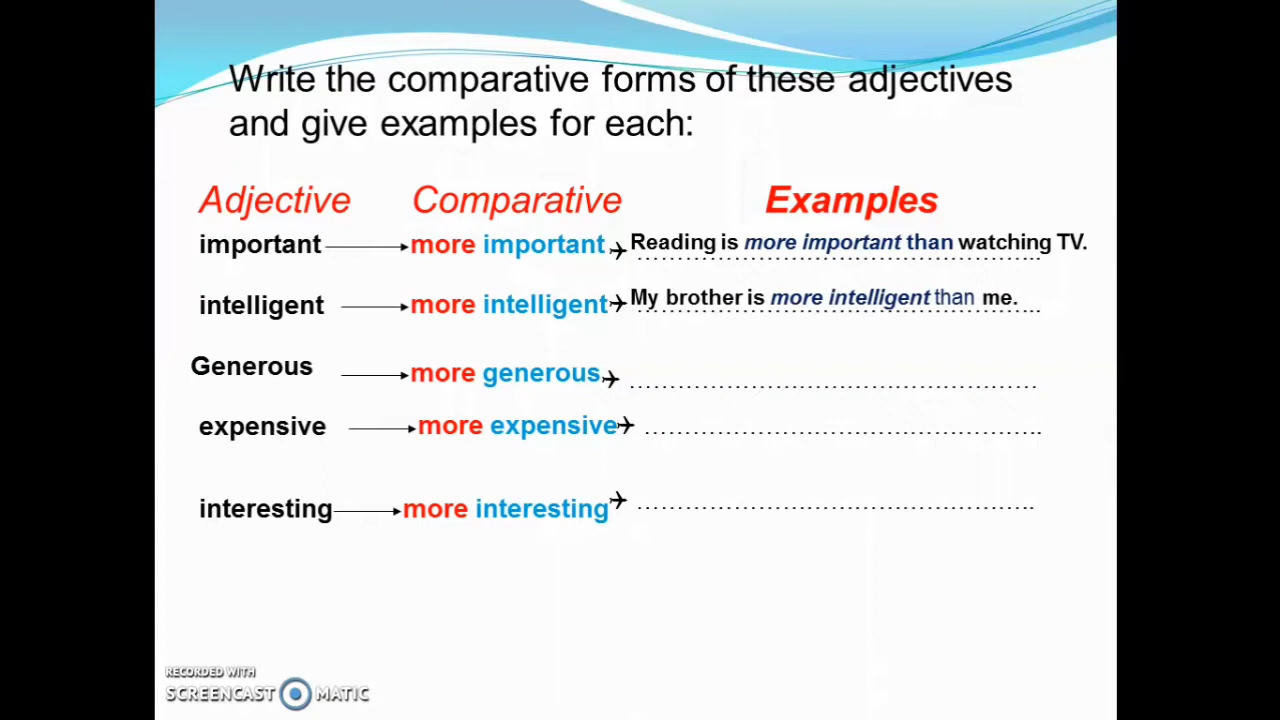 Write the comparative forms of these adjectives
and give examples for each:
Adjective Comparative Examples
important more important Reading is more important than watching TV.
intelligent more intelligent My brother is more intelligent than me.
Generous more generous ……………………………………………
expensive more expensive …………………………………………..
interesting more interesting ………………………………………….
RECORDED WITH
SCREENCAST MATIC